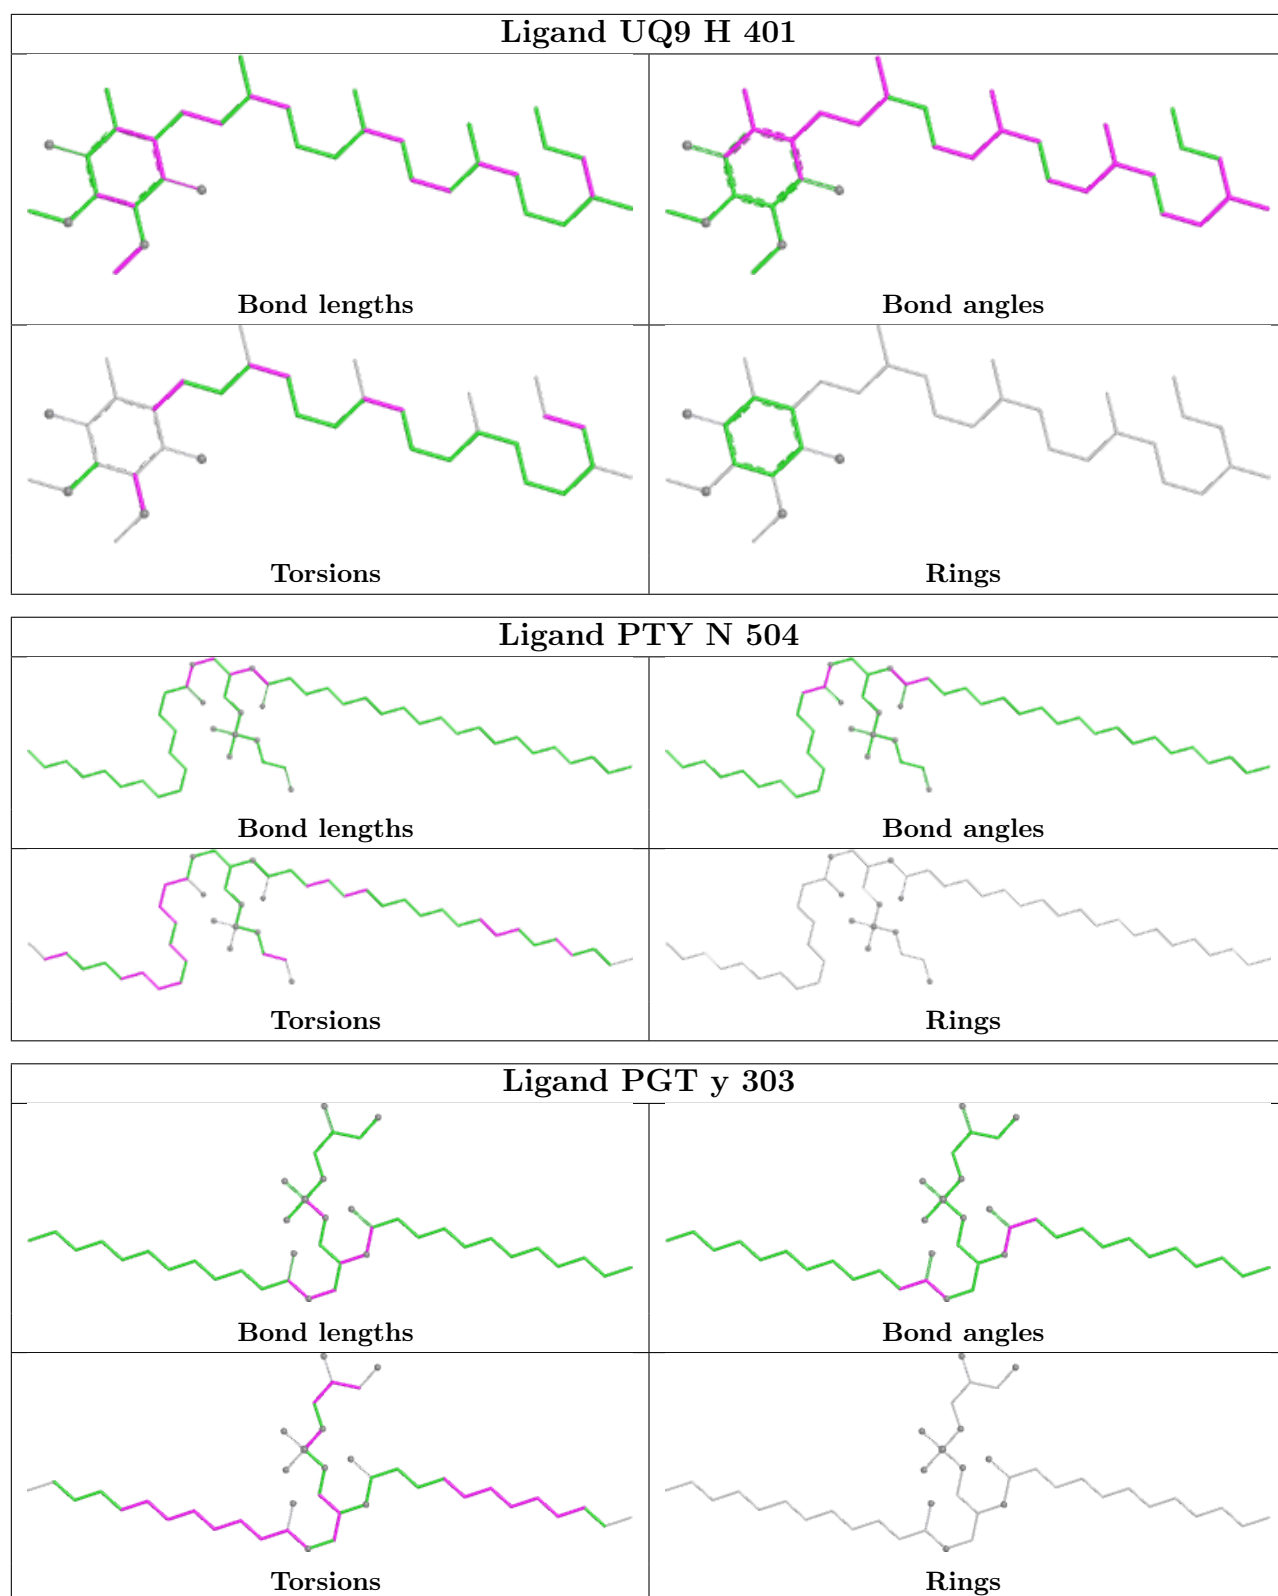 Ligand UQ9 H 401
Bond lengths
Bond angles
Torsions
Rings
Ligand PTY N 504
Bond lengths
Bond angles
Torsions
Rings
Ligand PGT y 303
Bond lengths
Bond angles
Torsions
Rings